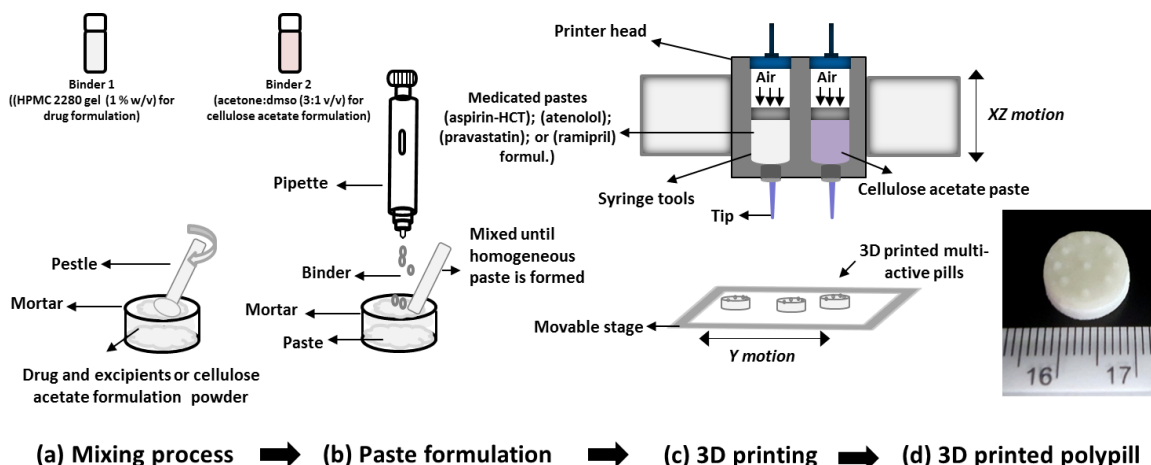 Binder 1
((HPMC 2280 gel (1 % w/v) for
drug formulation)
Binder 2
(acetone:dmso (3:1 v/v) for
cellulose acetate formulation)
Pestle
Mortar
Drug and excipients or cellulose
acetate formulation powder
Pipette
Binder
Mixed until
homogeneous
paste is formed
Mortar
Paste
Printer head
Air
Air
Medicated pastes
(aspirin-HCT); (atenolol);
(pravastatin); or (ramipril)
formul.)
XZ motion
Syringe tools
Cellulose acetate paste
Tip
3D printed multi-
active pills
Movable stage
Y motion
16
17
(a) Mixing process
(b) Paste formulation
(c) 3D printing
(d) 3D printed polypill